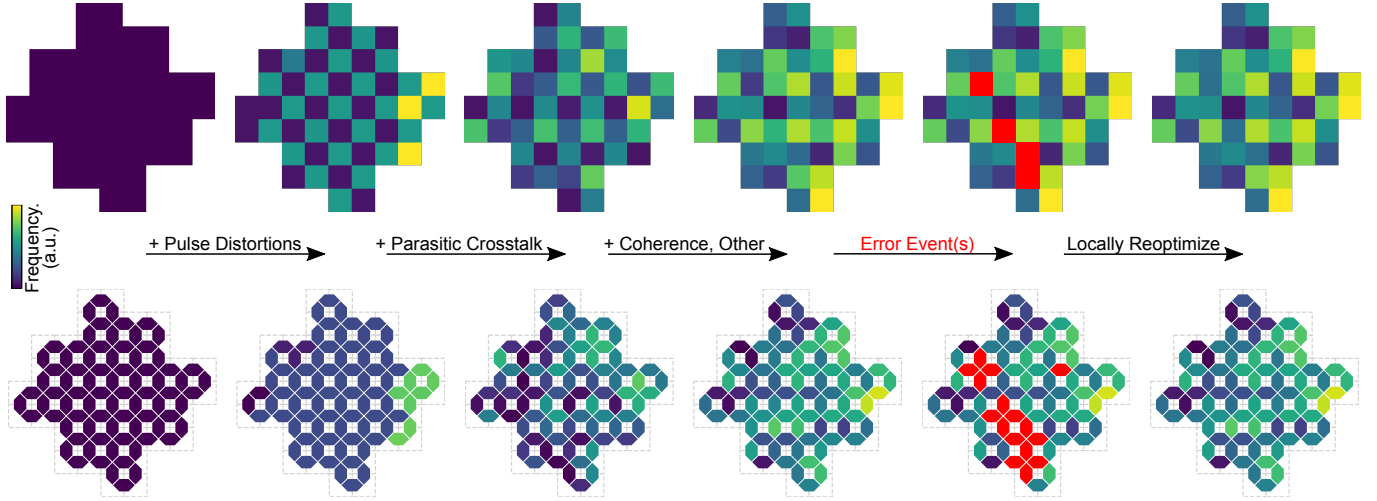 + Pulse Distortions
+ Parasitic Crosstalk
+ Coherence, Other
Error Event(s)
Locally Reoptimize
Frequency.
(a.u.)